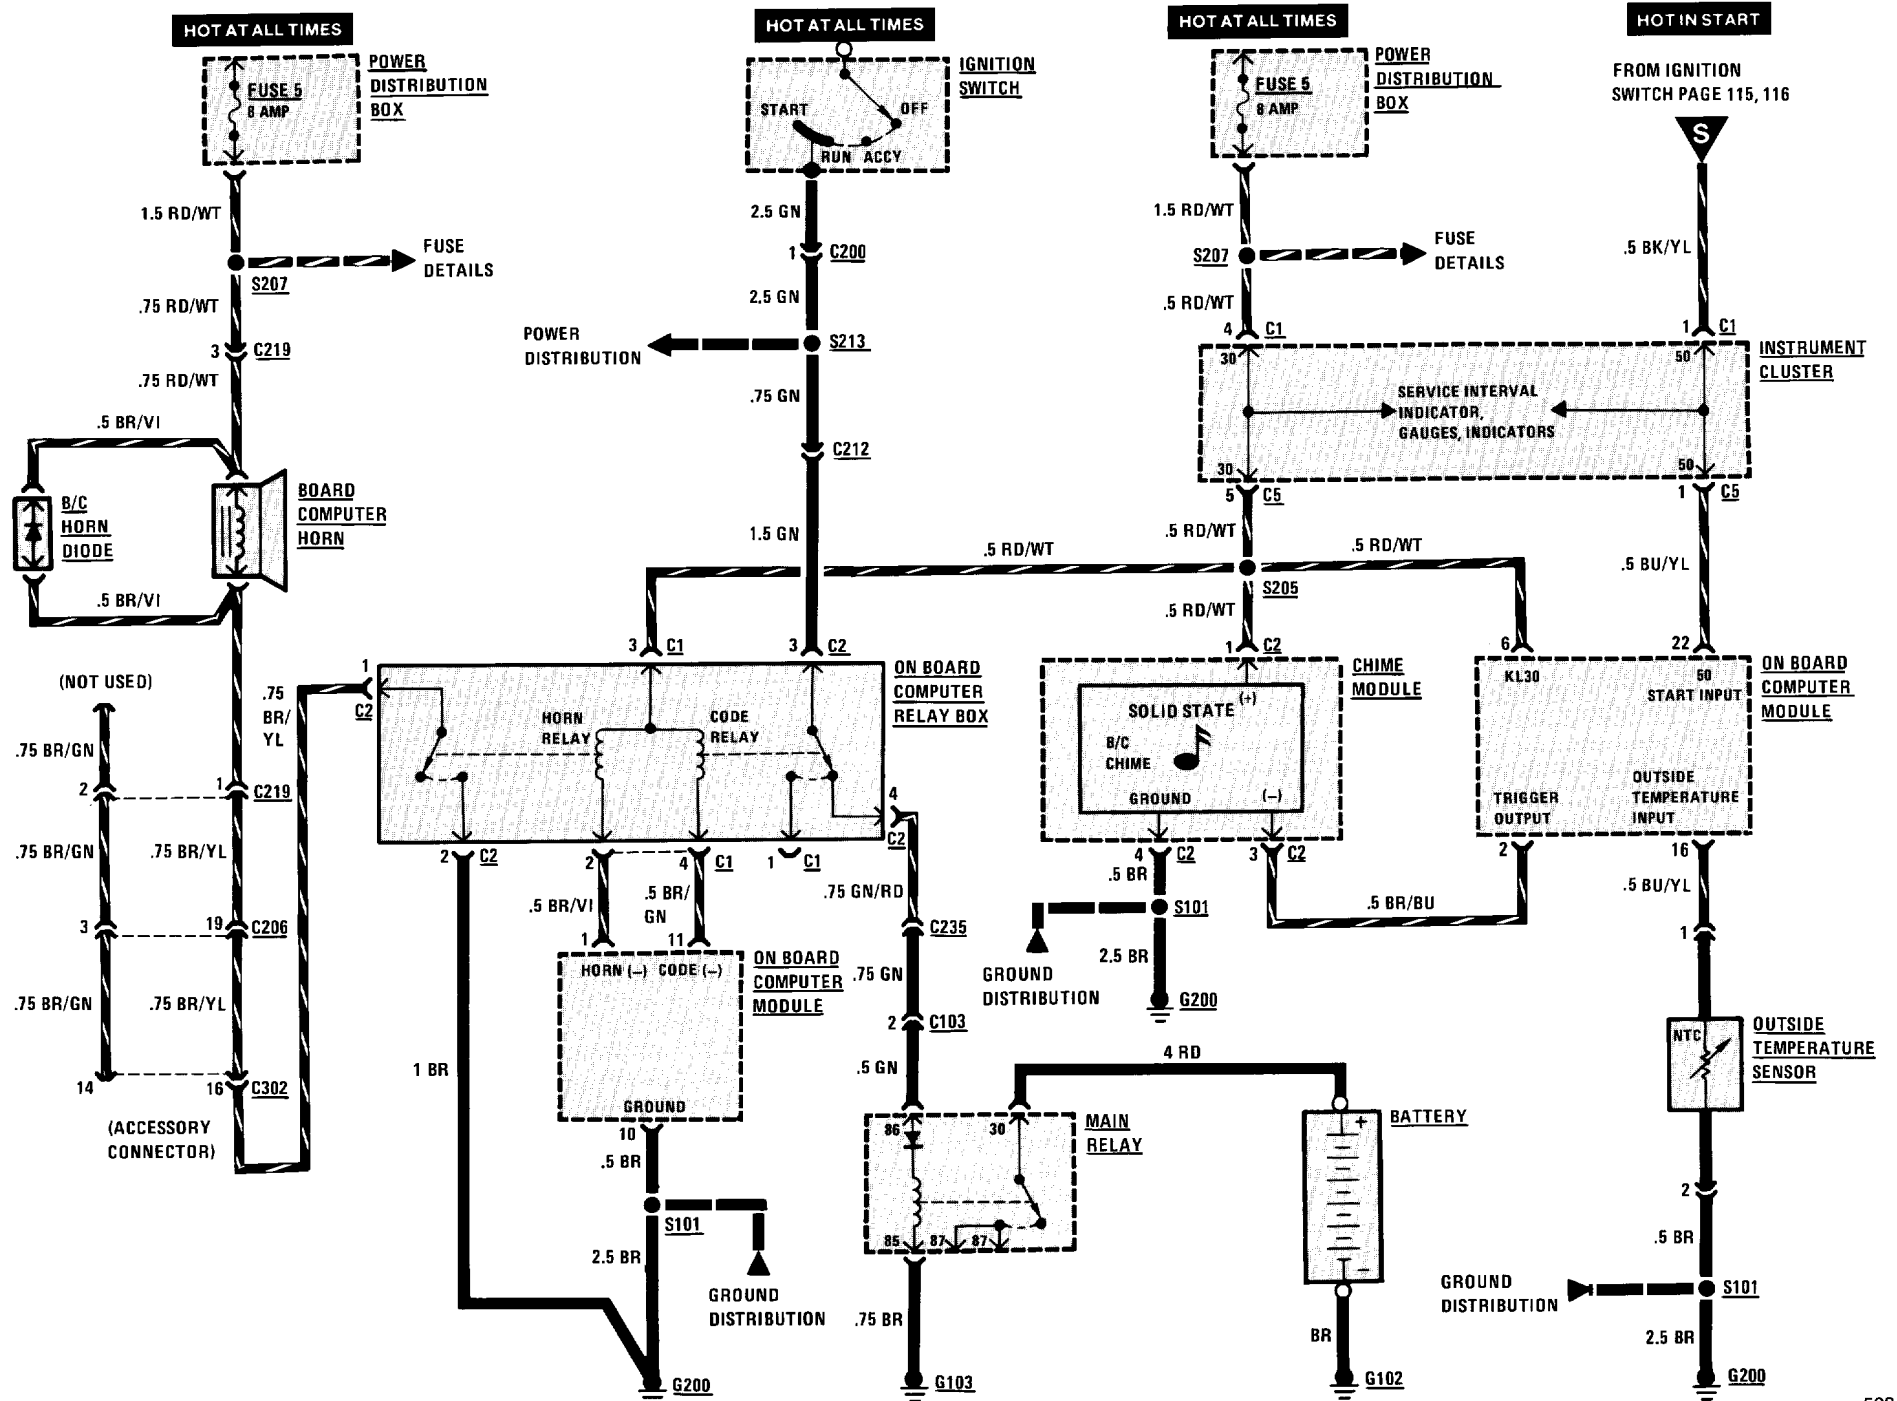 HOT AT ALL TIMES
HOT AT ALL TIMES
HOT AT ALL TIMES
HOT IN START
FUSE 5
8 AMP
POWER
DISTRIBUTION
BOX
START
OFF
RUN ACCY
IGNITION
SWITCH
FUSE 5
8 AMP
POWER
DISTRIBUTION
BOX
FROM IGNITION
SWITCH PAGE 115, 116
S
1.5 RD/WT
FUSE
DETAILS
S207
.75 RD/WT
3 C219
.75 RD/WT
2.5 GN
1 C200
2.5 GN
POWER
DISTRIBUTION
S213
.75 GN
C212
1.5 GN
1.5 RD/WT
S207
FUSE
DETAILS
.5 RD/WT
4 C1
.5 BK/YL
1 C1
30
50
INSTRUMENT
CLUSTER
SERVICE INTERVAL
INDICATOR,
GAUGES, INDICATORS
30
50
5 C5
1 C5
.5 BR/VI
B/C
HORN
DIODE
BOARD
COMPUTER
HORN
.5 BR/VI
.5 RD/WT
.5 RD/WT
.5 RD/WT
S205
.5 RD/WT
.5 BU/YL
(NOT USED)
.75 BR/GN
2
1 C219
.75 BR/GN
.75 BR/YL
3
19 C206
.75 BR/GN
.75 BR/YL
14
16 C302
(ACCESSORY
CONNECTOR)
.75
BR/
YL
1
C2
3 C1
3 C2
HORN
RELAY
CODE
RELAY
ON BOARD
COMPUTER
RELAY BOX
4
C2
2 C2
2
4 C1
1 C1
1 C2
(+)
SOLID STATE
B/C
CHIME
GROUND
(–)
CHIME
MODULE
6
22
KL30
50
START INPUT
TRIGGER
OUTPUT
OUTSIDE
TEMPERATURE
INPUT
ON BOARD
COMPUTER
MODULE
4 C2
3 C2
2
16
.5 BR/VI
.5 BR/
GN
1
11
HORN (–) CODE (–)
GROUND
ON BOARD
COMPUTER
MODULE
10
.5 BR
S101
2.5 BR
GROUND
DISTRIBUTION
1 BR
G200
.75 GN/RD
C235
.75 GN
2 C103
.5 GN
86
30
85
87
87
MAIN
RELAY
.75 BR
G103
.5 BR
S101
GROUND
DISTRIBUTION
2.5 BR
G200
.5 BR/BU
4 RD
+
–
BATTERY
BR
G102
.5 BU/YL
1
NTC
OUTSIDE
TEMPERATURE
SENSOR
2
.5 BR
GROUND
DISTRIBUTION
S101
2.5 BR
G200